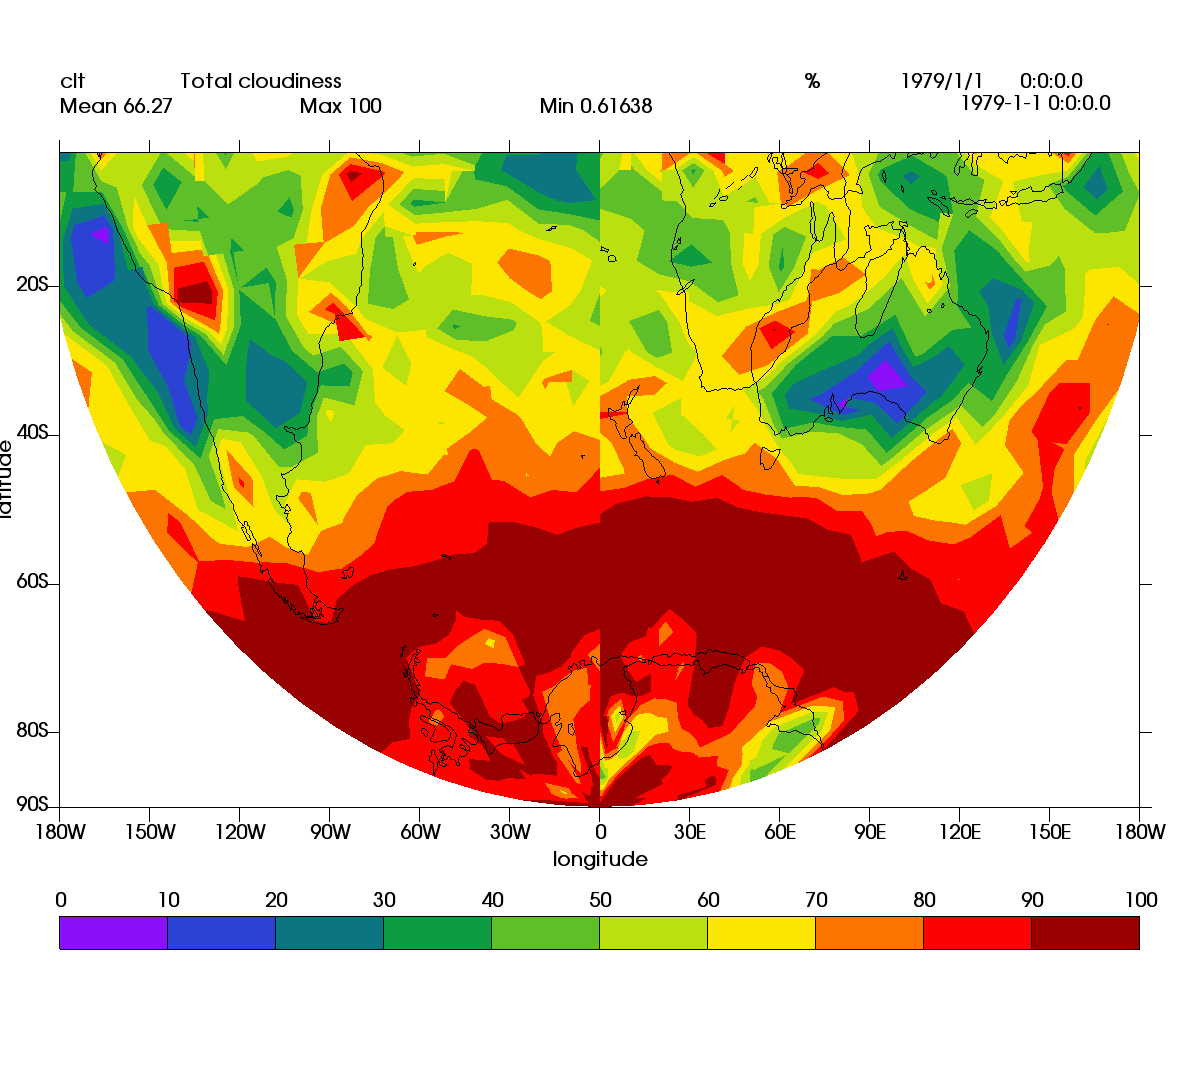 clt Total cloudiness % 1979/1/1 0:0:0.0
Mean 66.27 Max 100 Min 0.61638 1979-1-1 0:0:0.0
20S
40S
latitude
60S
80S
90S
180W 150W 120W 90W 60W 30W 0 30E 60E 90E 120E 150E 180W
longitude
0 10 20 30 40 50 60 70 80 90 100